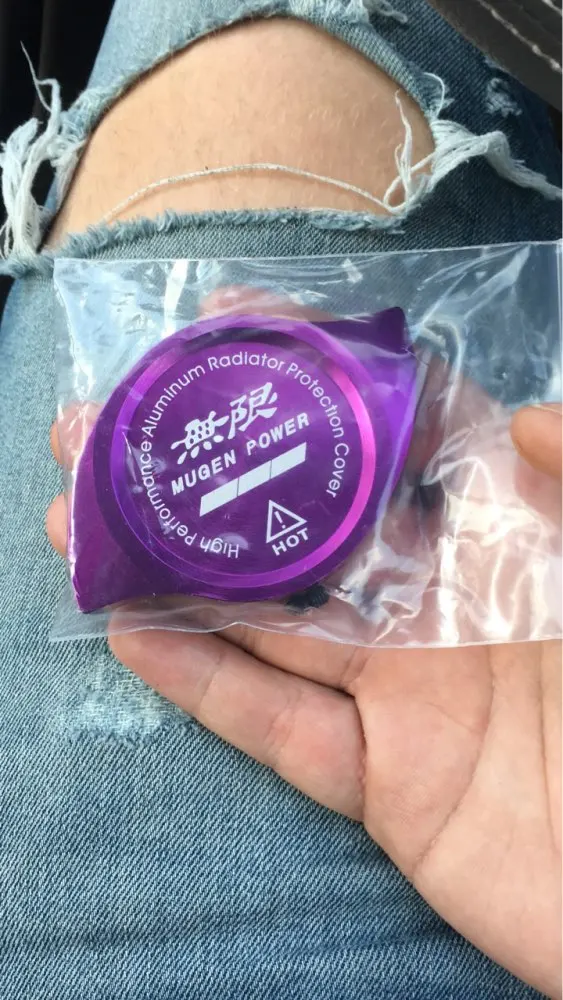 High Performance Aluminum Radiator Protection Cover
無限
MUGEN POWER
HOT